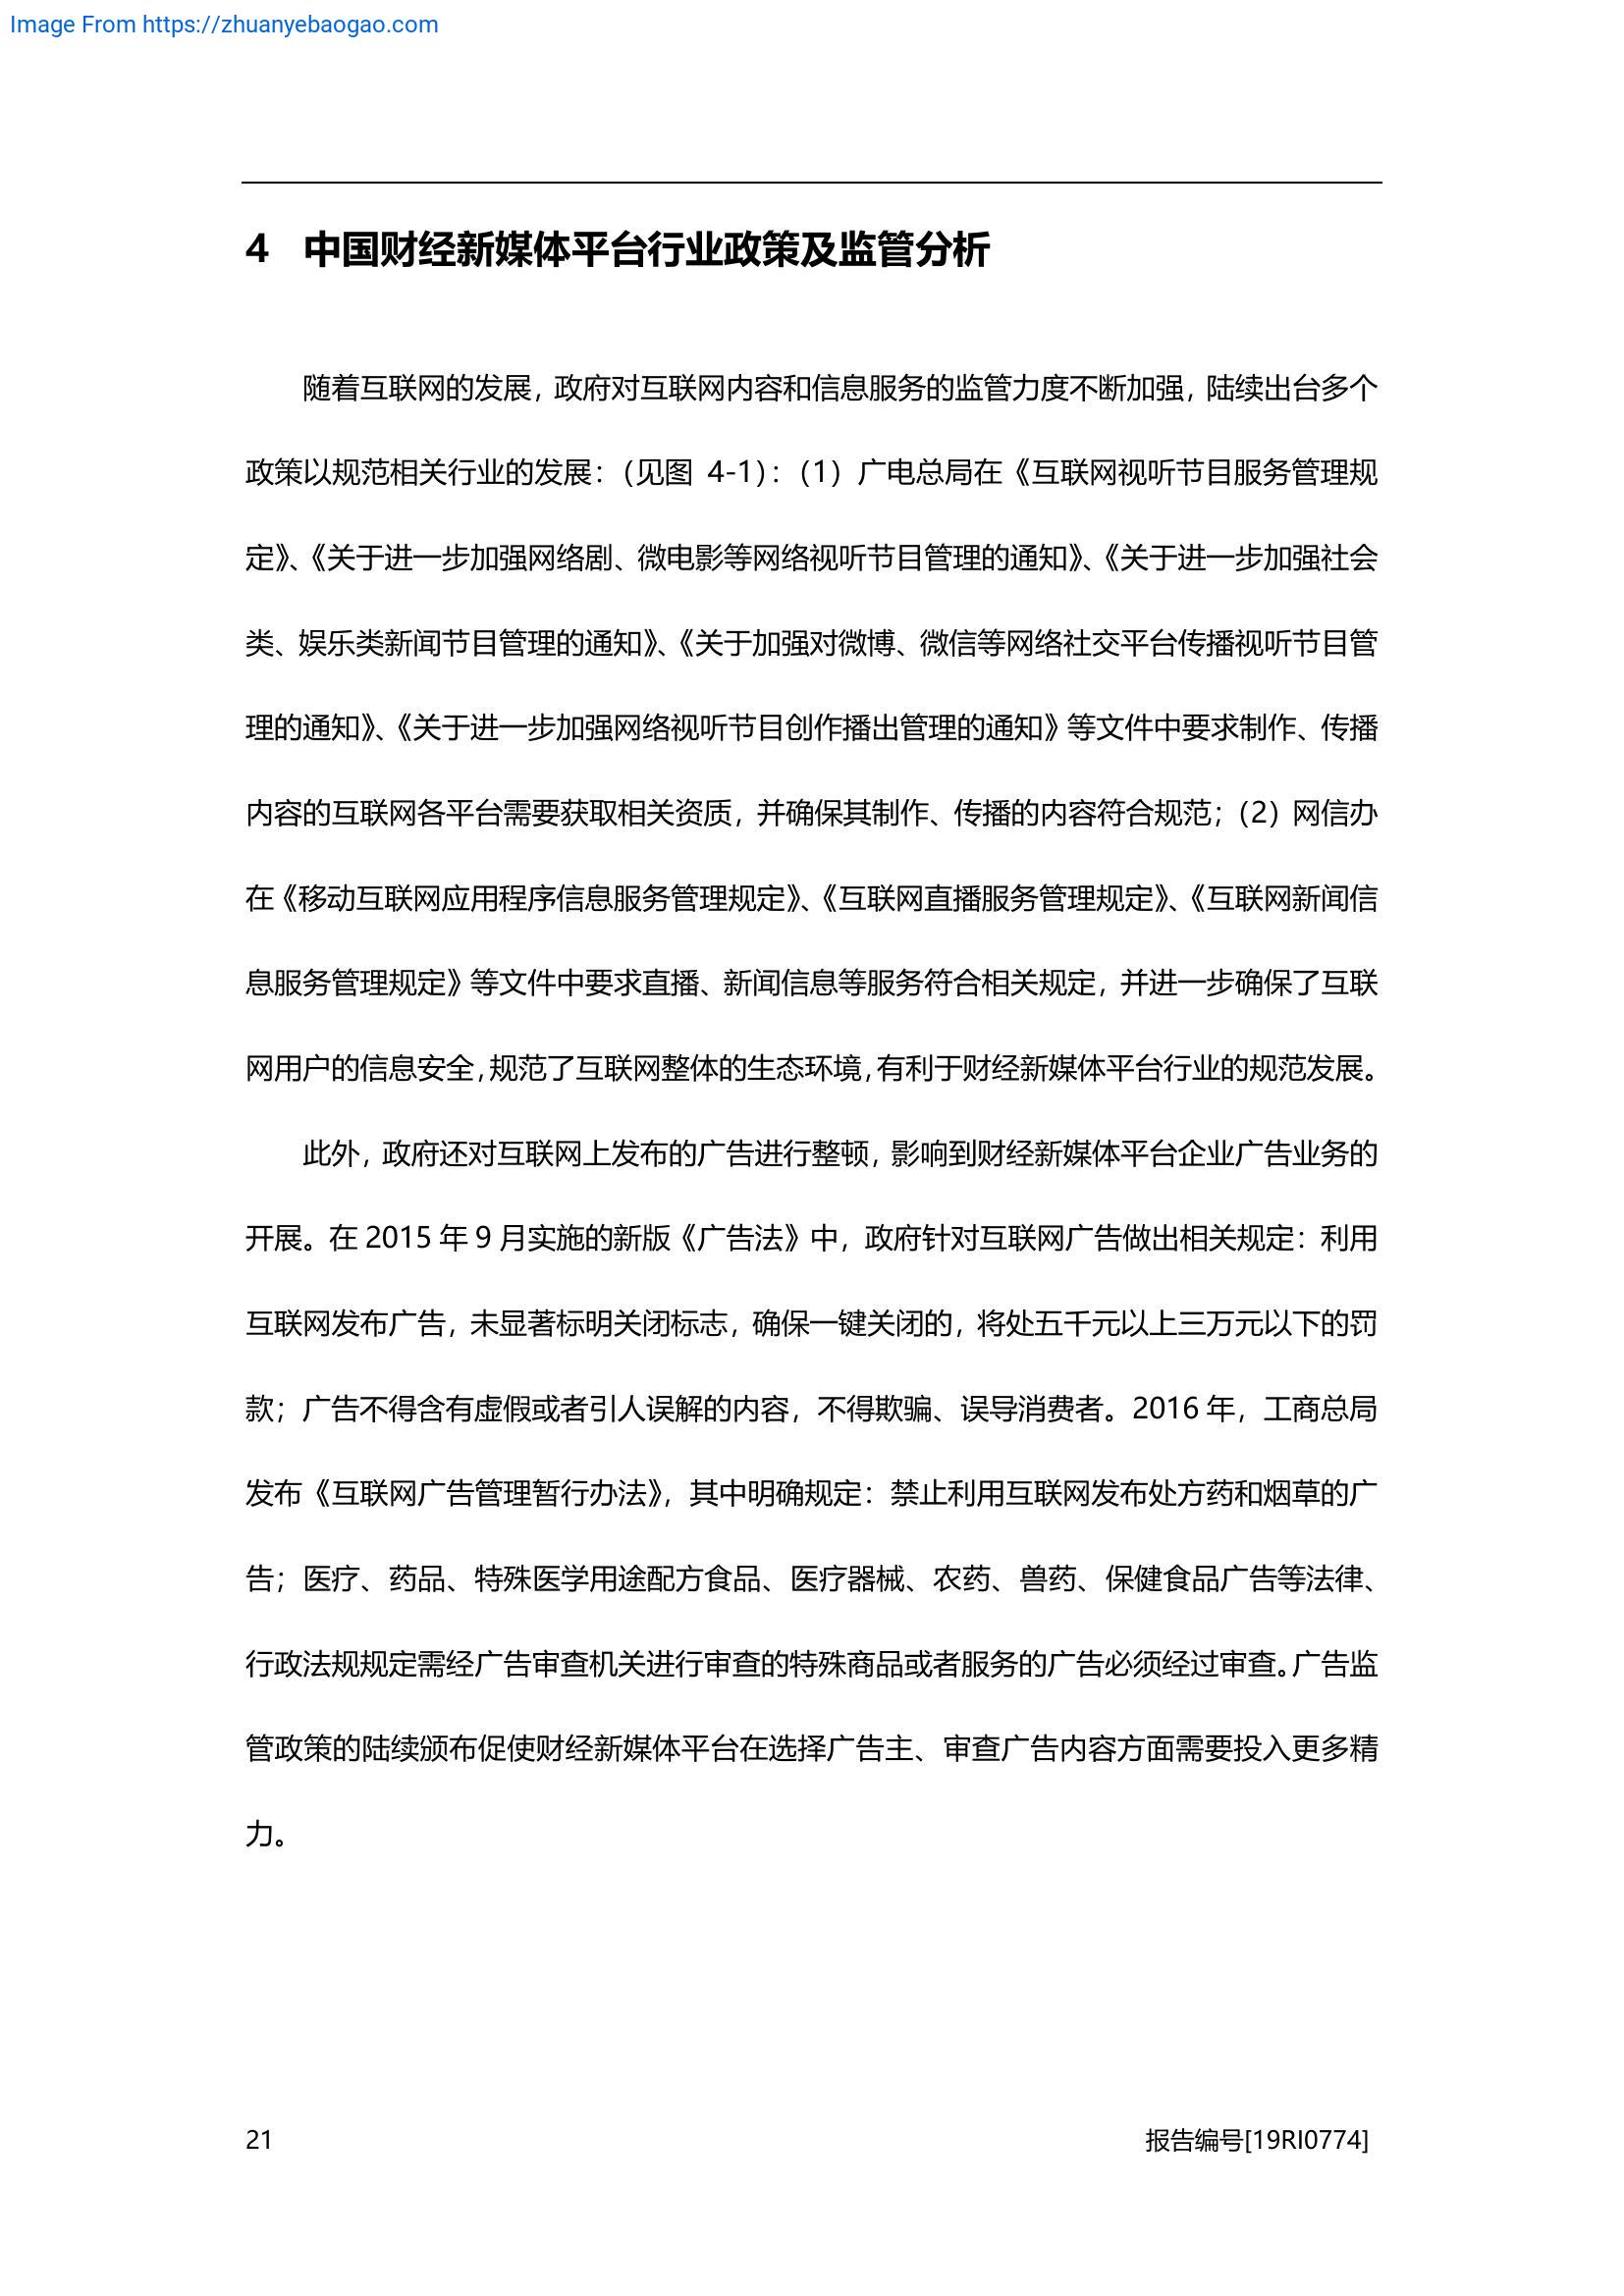 Image From https://zhuanyebaogao.com
4 中国财经新媒体平台行业政策及监管分析
随着互联网的发展，政府对互联网内容和信息服务的监管力度不断加强，陆续出台多个
政策以规范相关行业的发展：（见图 4-1）：（1）广电总局在《互联网视听节目服务管理规
定》、《关于进一步加强网络剧、微电影等网络视听节目管理的通知》、《关于进一步加强社会
类、娱乐类新闻节目管理的通知》、《关于加强对微博、微信等网络社交平台传播视听节目管
理的通知》、《关于进一步加强网络视听节目创作播出管理的通知》等文件中要求制作、传播
内容的互联网各平台需要获取相关资质，并确保其制作、传播的内容符合规范；（2）网信办
在《移动互联网应用程序信息服务管理规定》、《互联网直播服务管理规定》、《互联网新闻信
息服务管理规定》等文件中要求直播、新闻信息等服务符合相关规定，并进一步确保了互联
网用户的信息安全，规范了互联网整体的生态环境，有利于财经新媒体平台行业的规范发展。
此外，政府还对互联网上发布的广告进行整顿，影响到财经新媒体平台企业广告业务的
开展。在 2015 年 9 月实施的新版《广告法》中，政府针对互联网广告做出相关规定：利用
互联网发布广告，未显著标明关闭标志，确保一键关闭的，将处五千元以上三万元以下的罚
款；广告不得含有虚假或者引人误解的内容，不得欺骗、误导消费者。2016 年，工商总局
发布《互联网广告管理暂行办法》，其中明确规定：禁止利用互联网发布处方药和烟草的广
告；医疗、药品、特殊医学用途配方食品、医疗器械、农药、兽药、保健食品广告等法律、
行政法规规定需经广告审查机关进行审查的特殊商品或者服务的广告必须经过审查。广告监
管政策的陆续颁布促使财经新媒体平台在选择广告主、审查广告内容方面需要投入更多精
力。
21 报告编号[19RI0774]